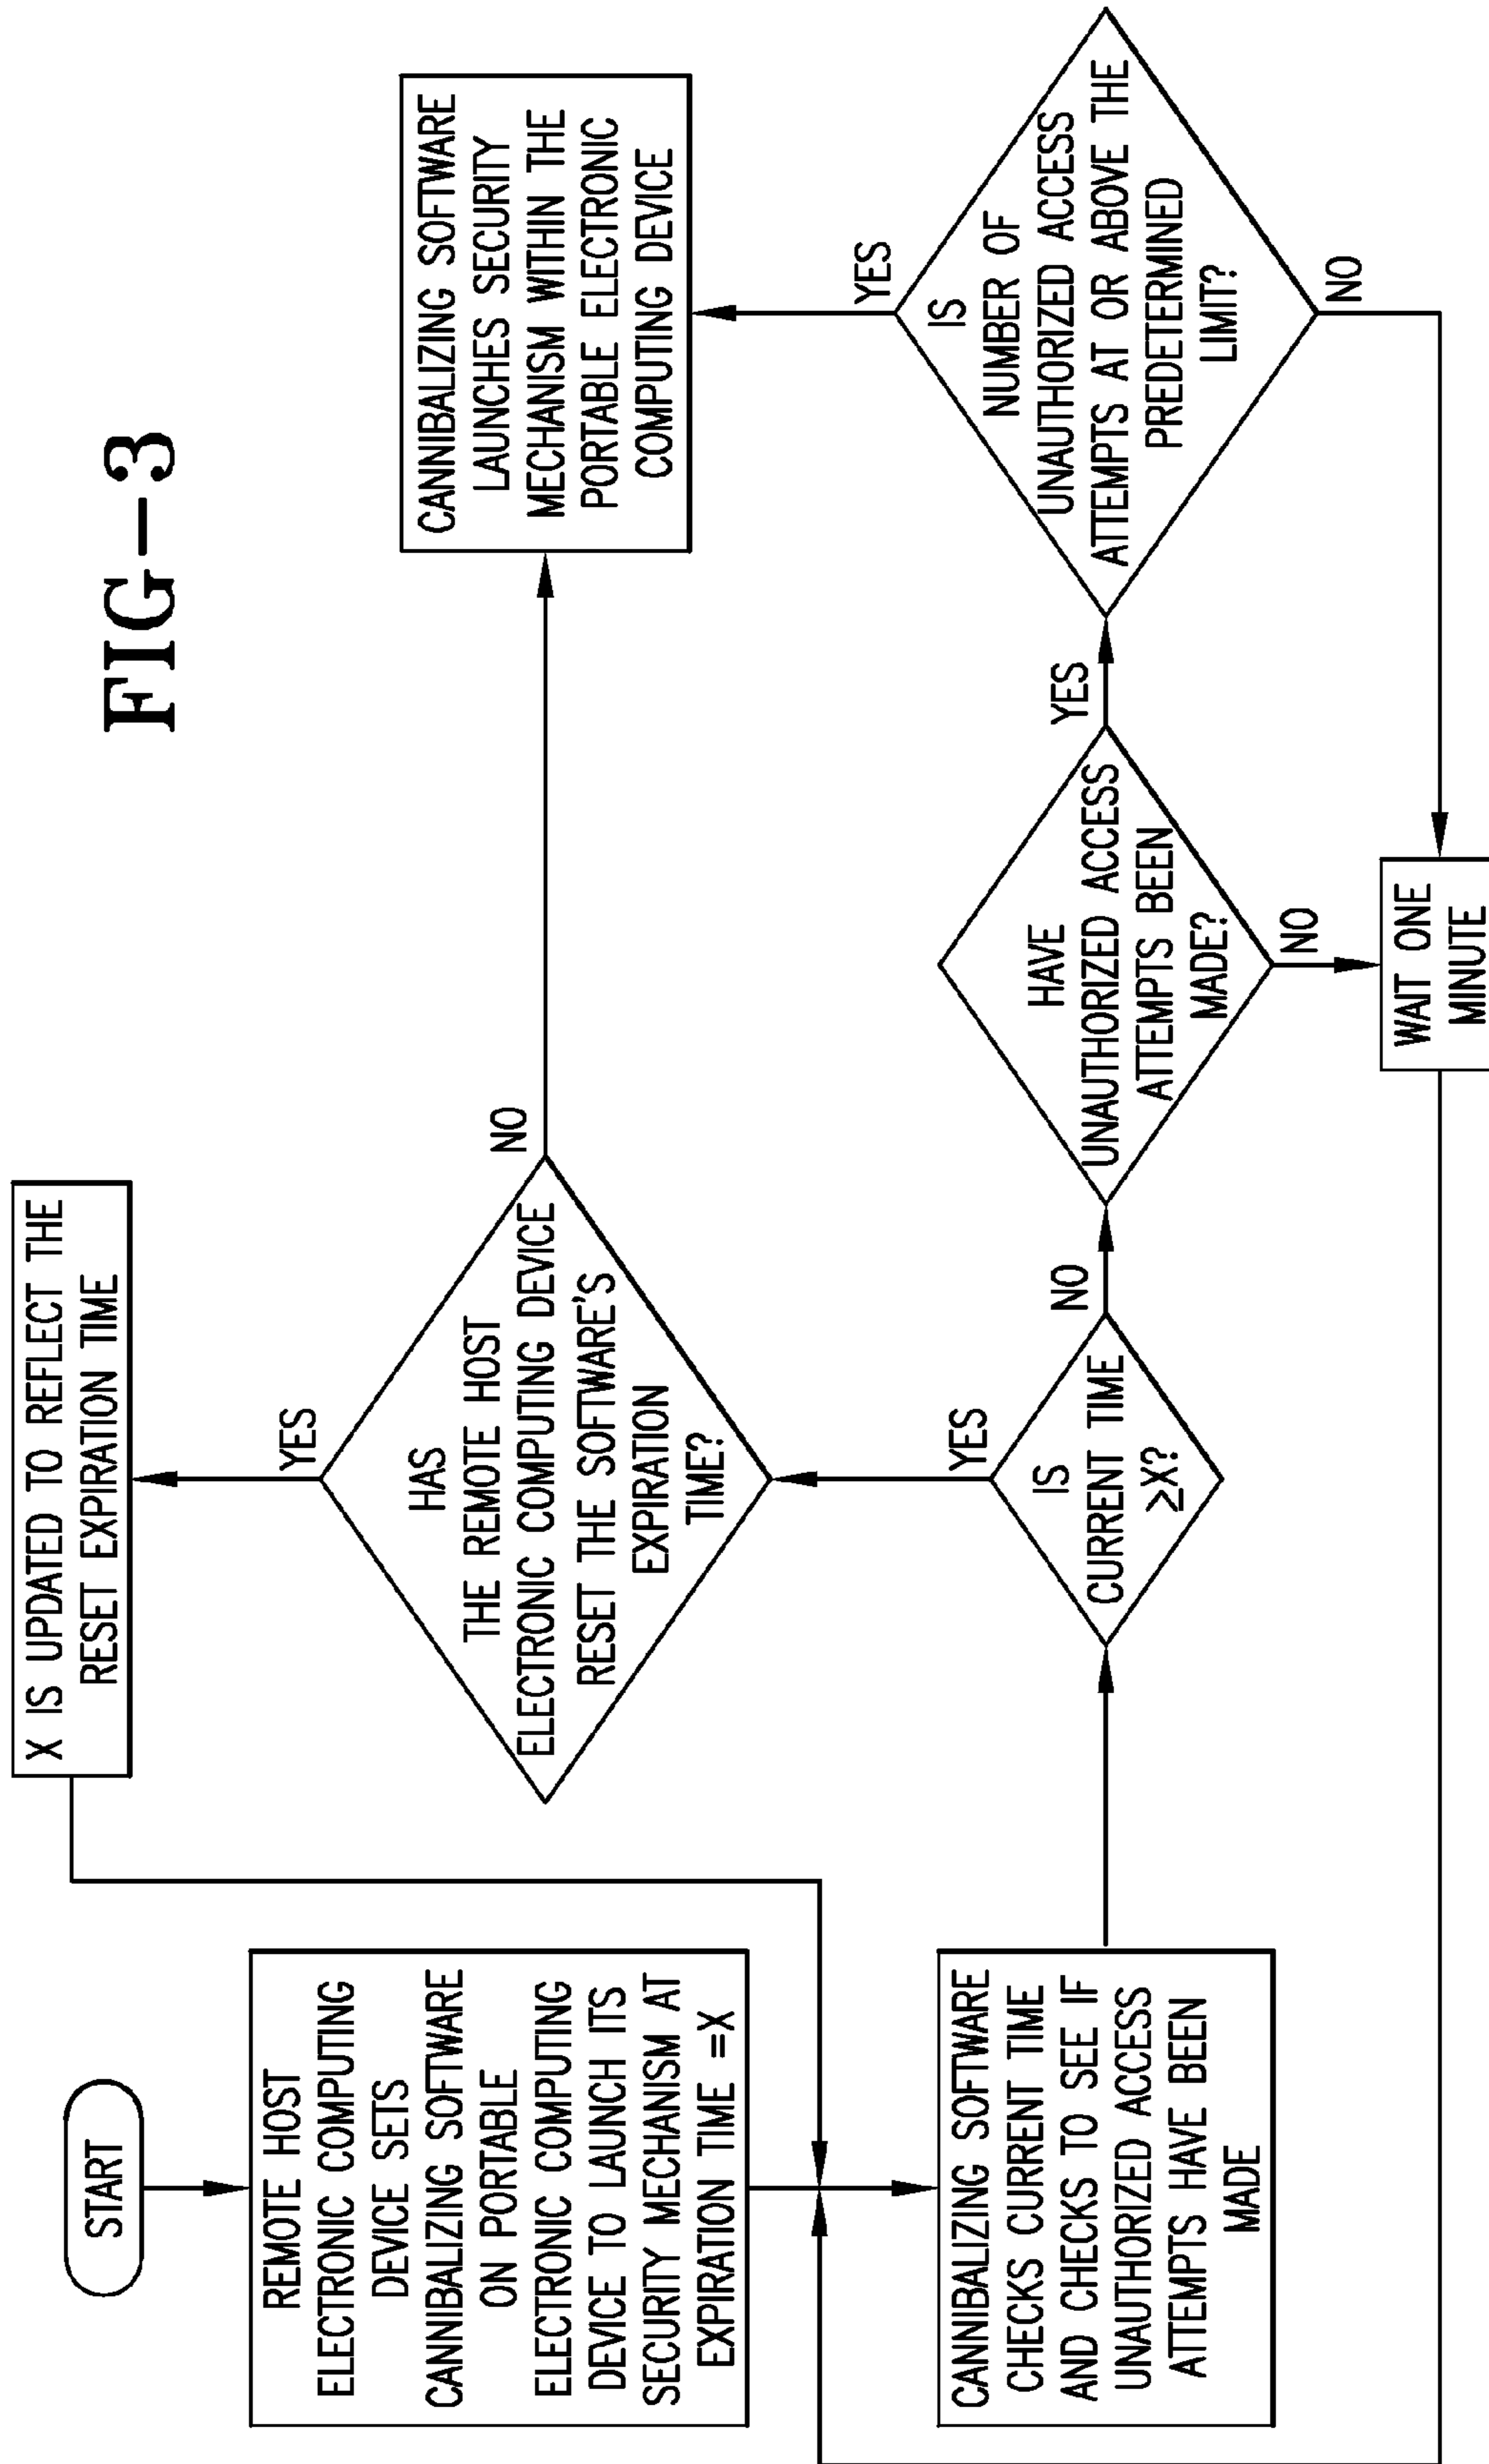 FIG-3
START
REMOTE HOST
ELECTRONIC COMPUTING
DEVICE SETS
CANNIBALIZING SOFTWARE
ON PORTABLE
ELECTRONIC COMPUTING
DEVICE TO LAUNCH ITS
SECURITY MECHANISM AT
EXPIRATION TIME =X
CANNIBALIZING SOFTWARE
CHECKS CURRENT TIME
AND CHECKS TO SEE IF
UNAUTHORIZED ACCESS
ATTEMPTS HAVE BEEN
MADE
IS
CURRENT TIME
≥X?
YES
NO
HAS
THE REMOTE HOST
ELECTRONIC COMPUTING DEVICE
RESET THE SOFTWARE'S
EXPIRATION
TIME?
YES
NO
X IS UPDATED TO REFLECT THE
RESET EXPIRATION TIME
CANNIBALIZING SOFTWARE
LAUNCHES SECURITY
MECHANISM WITHIN THE
PORTABLE ELECTRONIC
COMPUTING DEVICE
HAVE
UNAUTHORIZED ACCESS
ATTEMPTS BEEN
MADE?
YES
NO
IS
NUMBER OF
UNAUTHORIZED ACCESS
ATTEMPTS AT OR ABOVE THE
PREDETERMINED
LIMIT?
YES
NO
WAIT ONE
MINUTE